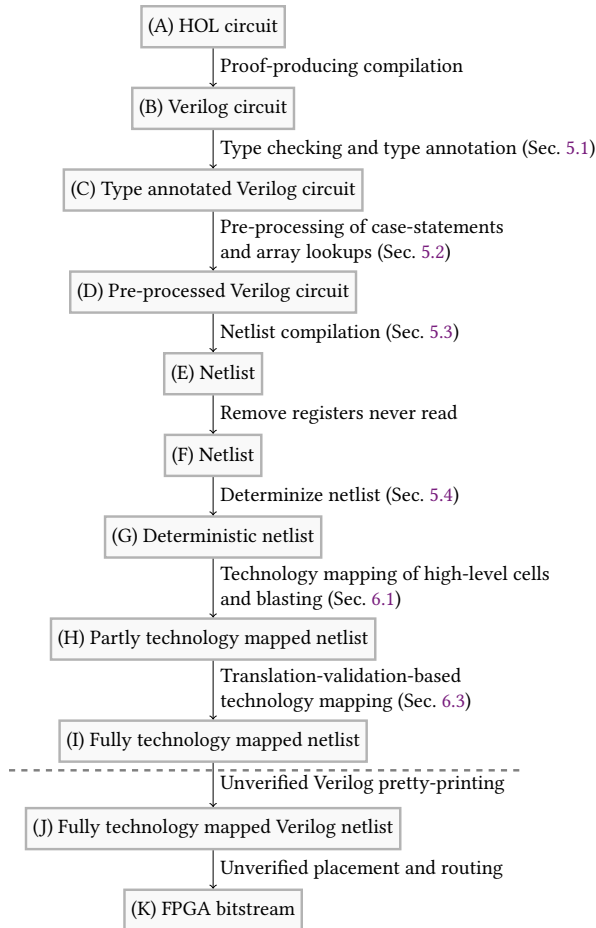 (A) HOL circuit
Proof-producing compilation
(B) Verilog circuit
Type checking and type annotation (Sec. 5.1)
(C) Type annotated Verilog circuit
Pre-processing of case-statements
and array lookups (Sec. 5.2)
(D) Pre-processed Verilog circuit
Netlist compilation (Sec. 5.3)
(E) Netlist
Remove registers never read
(F) Netlist
Determinize netlist (Sec. 5.4)
(G) Deterministic netlist
Technology mapping of high-level cells
and blasting (Sec. 6.1)
(H) Partly technology mapped netlist
Translation-validation-based
technology mapping (Sec. 6.3)
(I) Fully technology mapped netlist
Unverified Verilog pretty-printing
(J) Fully technology mapped Verilog netlist
Unverified placement and routing
(K) FPGA bitstream